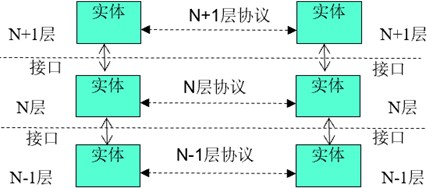 实体 N+1层协议 实体
N+1层 N+1层
接口 接口
实体 N层协议 实体
N层 N层
接口 接口
实体 N-1层协议 实体
N-1层 N-1层